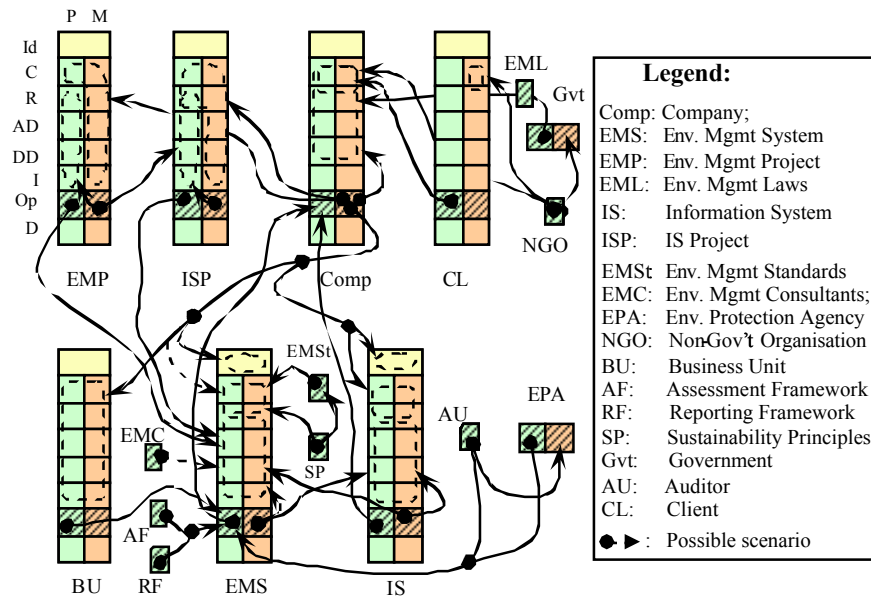 P M
Id
C
R
AD
DD
I
Op
D
EMP
ISP
Comp
CL
EML
Gvt
NGO
EMSt
EMC
SP
AF
RF
AU
EPA
BU
EMS
IS
Legend:
Comp: Company;
EMS: Env. Mgmt System
EMP: Env. Mgmt Project
EML: Env. Mgmt Laws
IS: Information System
ISP: IS Project
EMSt: Env. Mgmt Standards
EMC: Env. Mgmt Consultants;
EPA: Env. Protection Agency
NGO: Non-Gov't Organisation
BU: Business Unit
AF: Assessment Framework
RF: Reporting Framework
SP: Sustainability Principles
Gvt: Government
AU: Auditor
CL: Client
: Possible scenario